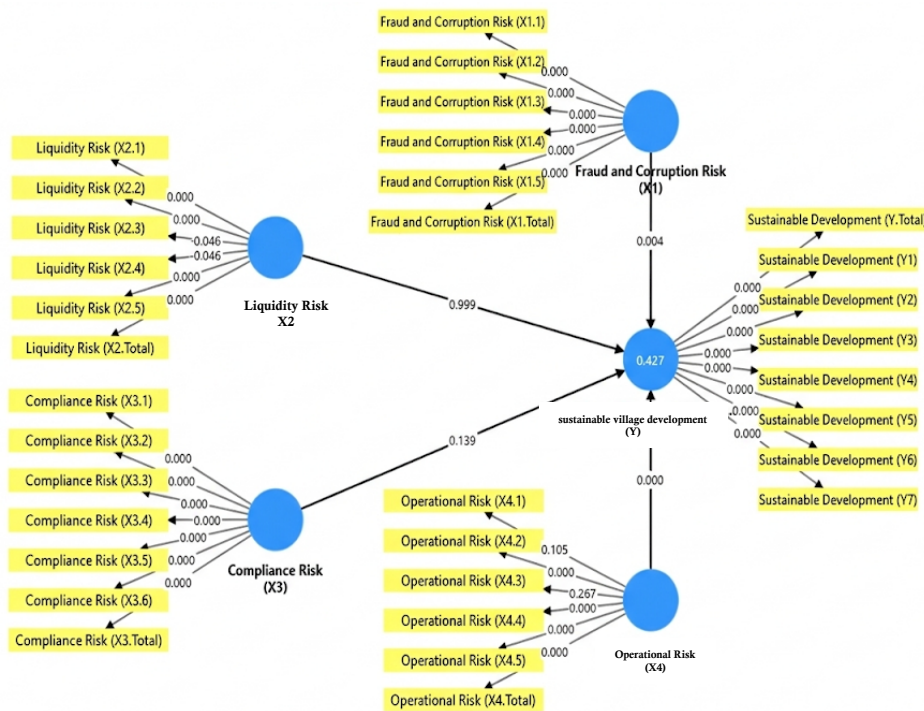 Fraud and Corruption Risk (X1.1)
Fraud and Corruption Risk (X1.2)
Fraud and Corruption Risk (X1.3)
Fraud and Corruption Risk (X1.4)
Fraud and Corruption Risk (X1.5)
Fraud and Corruption Risk (X1.Total)
0.000
0.000
0.000
0.000
0.000
0.000
Fraud and Corruption Risk
(X1)
0.004
Liquidity Risk (X2.1)
Liquidity Risk (X2.2)
Liquidity Risk (X2.3)
Liquidity Risk (X2.4)
Liquidity Risk (X2.5)
Liquidity Risk (X2.Total)
0.000
0.000
-0.046
-0.046
0.000
0.000
Liquidity Risk
X2
0.999
Sustainable Development (Y.Total)
Sustainable Development (Y1)
Sustainable Development (Y2)
Sustainable Development (Y3)
Sustainable Development (Y4)
Sustainable Development (Y5)
Sustainable Development (Y6)
Sustainable Development (Y7)
0.000
0.000
0.000
0.000
0.000
0.000
0.000
0.000
0.427
sustainable village development
(Y)
Compliance Risk (X3.1)
Compliance Risk (X3.2)
Compliance Risk (X3.3)
Compliance Risk (X3.4)
Compliance Risk (X3.5)
Compliance Risk (X3.6)
Compliance Risk (X3.Total)
0.000
0.000
0.000
0.000
0.000
0.000
0.000
Compliance Risk
(X3)
0.139
Operational Risk (X4.1)
Operational Risk (X4.2)
Operational Risk (X4.3)
Operational Risk (X4.4)
Operational Risk (X4.5)
Operational Risk (X4.Total)
0.105
0.000
0.267
0.000
0.000
0.000
Operational Risk
(X4)
0.000